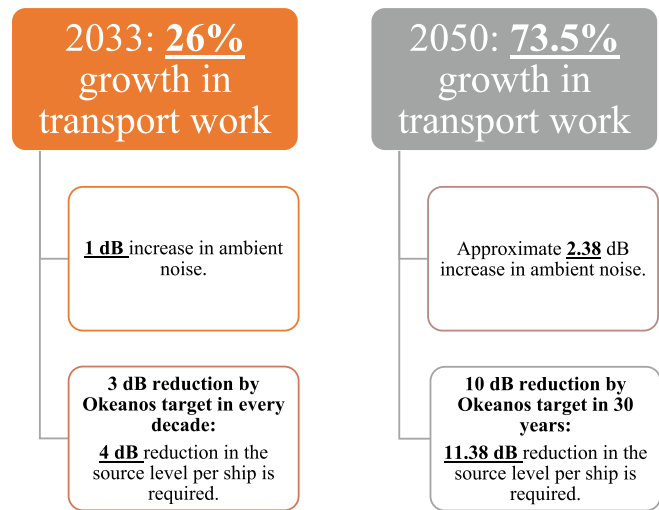 2033: 26%
growth in
transport work
1 dB increase in ambient
noise.
3 dB reduction by
Okeanos target in every
decade:
4 dB reduction in the
source level per ship is
required.
2050: 73.5%
growth in
transport work
Approximate 2.38 dB
increase in ambient noise.
10 dB reduction by
Okeanos target in 30
years:
11.38 dB reduction in the
source level per ship is
required.